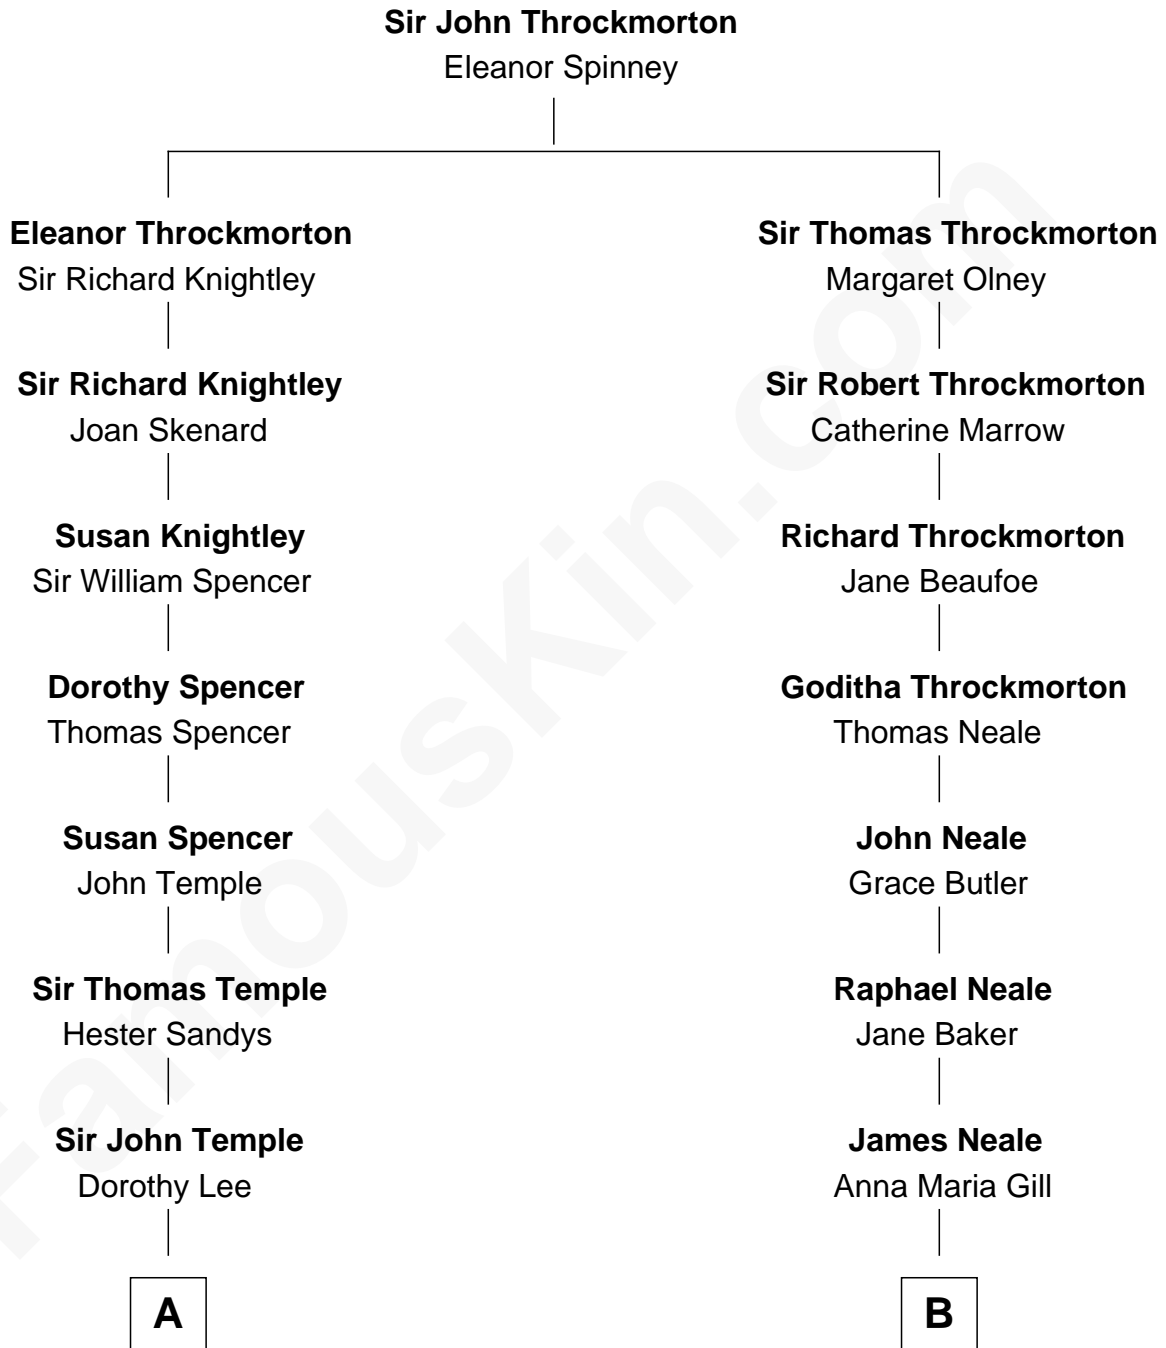 Sir John Throckmorton
Eleanor Spinney
Eleanor Throckmorton
Sir Richard Knightley
Sir Thomas Throckmorton
Margaret Olney
Sir Richard Knightley
Joan Skenard
Sir Robert Throckmorton
Catherine Marrow
Susan Knightley
Sir William Spencer
Richard Throckmorton
Jane Beaufoe
Dorothy Spencer
Thomas Spencer
Goditha Throckmorton
Thomas Neale
Susan Spencer
John Temple
John Neale
Grace Butler
Sir Thomas Temple
Hester Sandys
Raphael Neale
Jane Baker
Sir John Temple
Dorothy Lee
James Neale
Anna Maria Gill
A
B
FamousKin.com